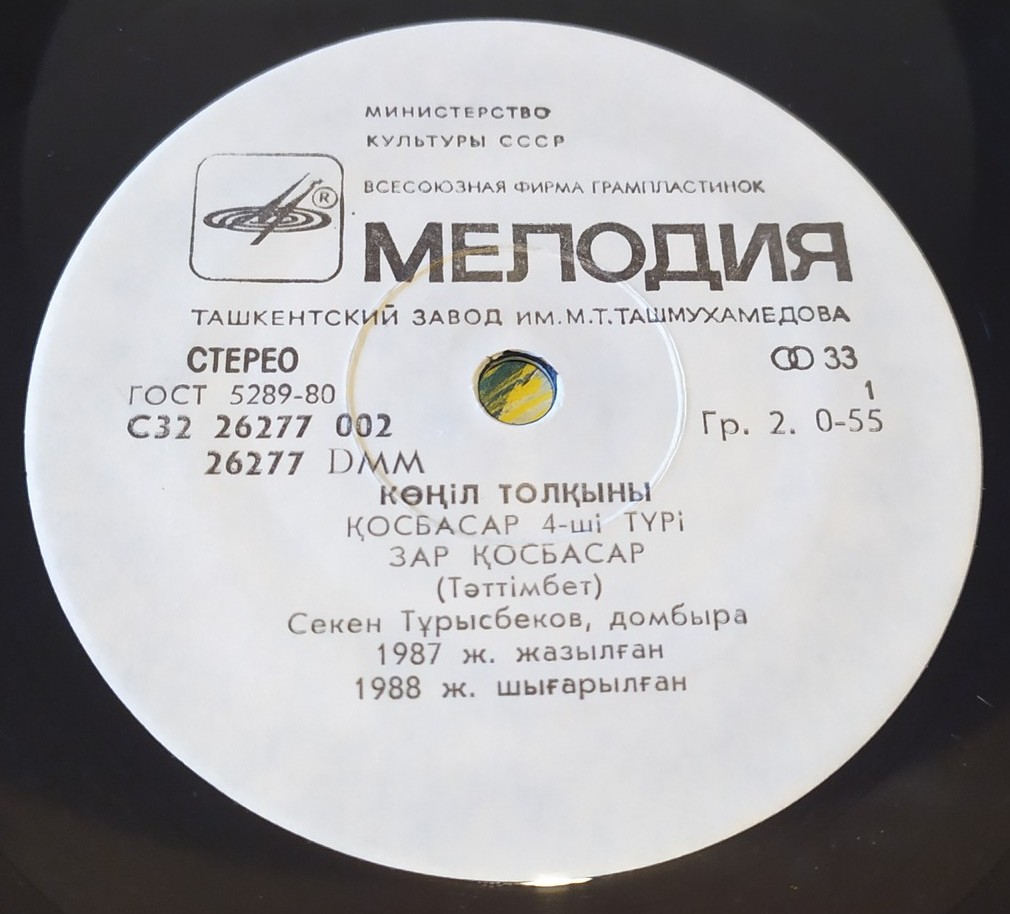 МИНИСТЕРСТВО
КУЛЬТУРЫ СССР
ВСЕСОЮЗНАЯ ФИРМА ГРАМПЛАСТИНОК
®
МЕЛОДИЯ
ТАШКЕНТСКИЙ ЗАВОД ИМ. М.Т.ТАШМУХАМЕДОВА
СТЕРЕО
33
ГОСТ 5289-80
1
С32 26277 002
Гр. 2. 0-55
26277 DMM
КӨҢіЛ ТОЛҚЫНЫ
ҚОСБАСАР 4-ші ТҮРі
ЗАР ҚОСБАСАР
(Тәттімбет)
Секен Тұрысбеков, домбыра
1987 ж. жазылған
1988 ж. шығарылған